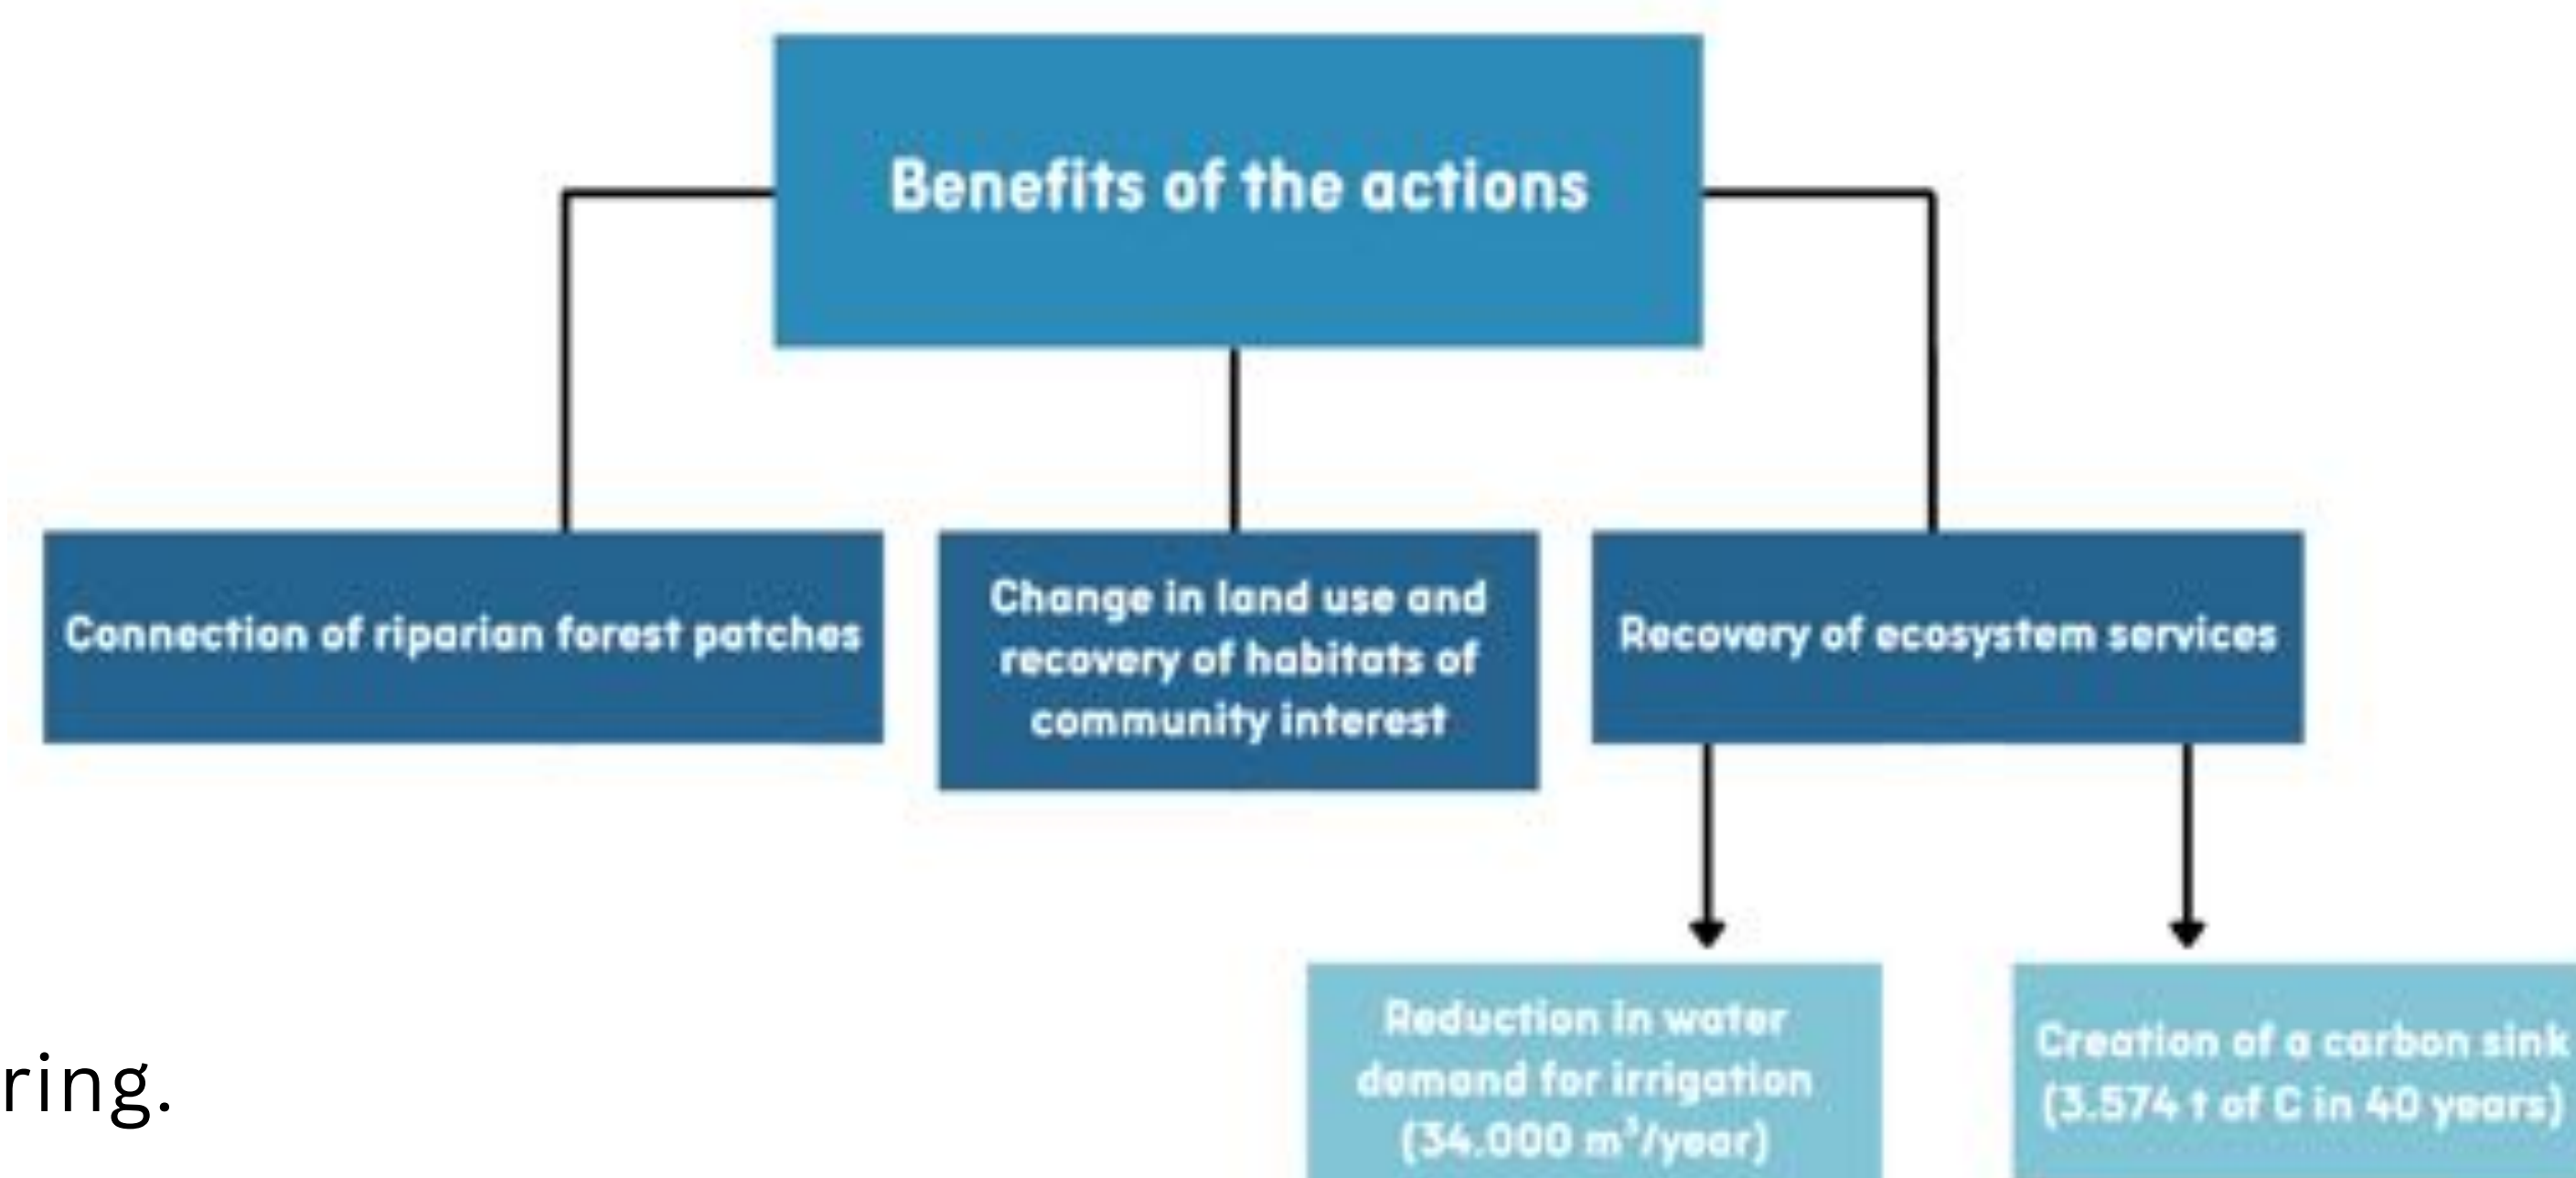 Benefits of the actions
Connection of riparian forest patches
Change in land use and
recovery of habitats of
community interest
Recovery of ecosystem services
Reduction in water
demand for irrigation
(34.000 m³/year)
Creation of a carbon sink
(3.574 t of C in 40 years)
ring.